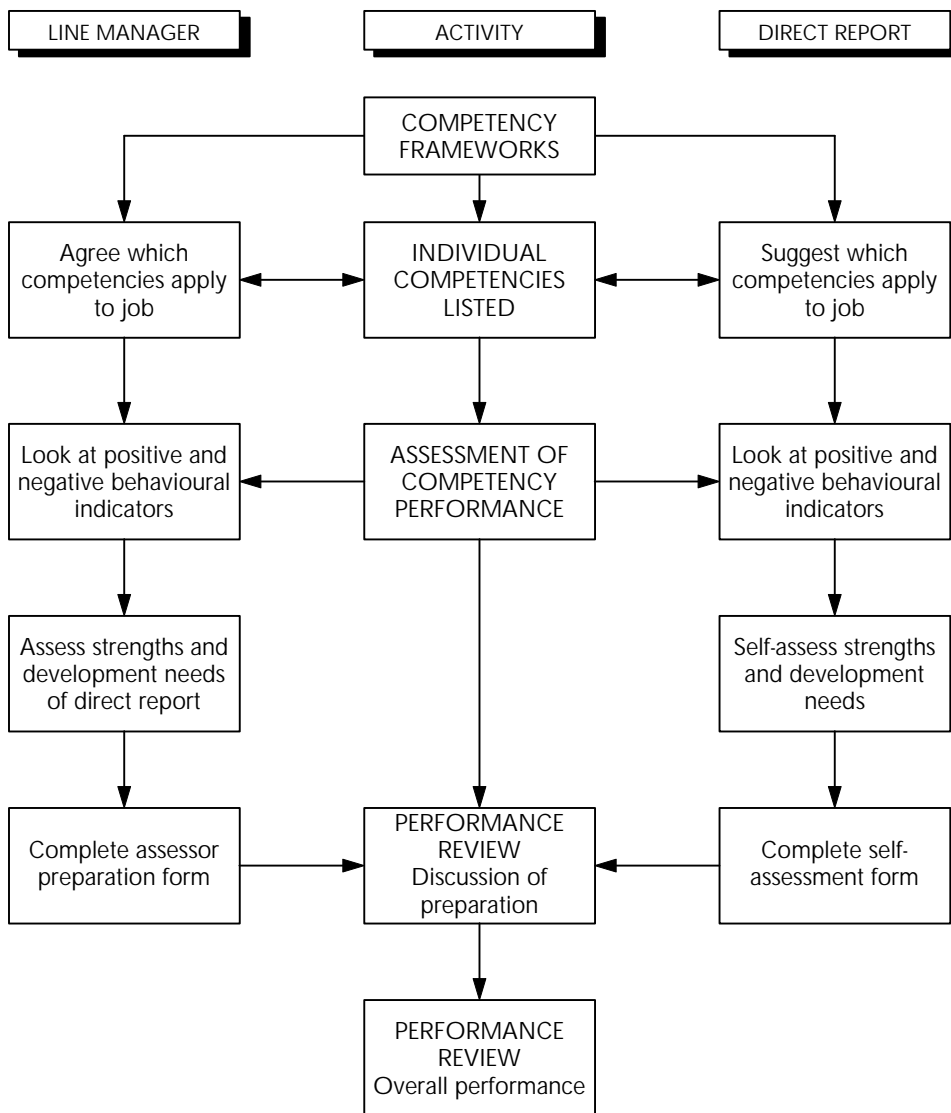 LINE MANAGER
ACTIVITY
DIRECT REPORT
COMPETENCY
FRAMEWORKS
Agree which
competencies apply
to job
INDIVIDUAL
COMPETENCIES
LISTED
Suggest which
competencies apply
to job
Look at positive and
negative behavioural
indicators
ASSESSMENT OF
COMPETENCY
PERFORMANCE
Look at positive and
negative behavioural
indicators
Assess strengths and
development needs
of direct report
Self-assess strengths
and development
needs
Complete assessor
preparation form
PERFORMANCE
REVIEW
Discussion of
preparation
Complete self-
assessment form
PERFORMANCE
REVIEW
Overall performance